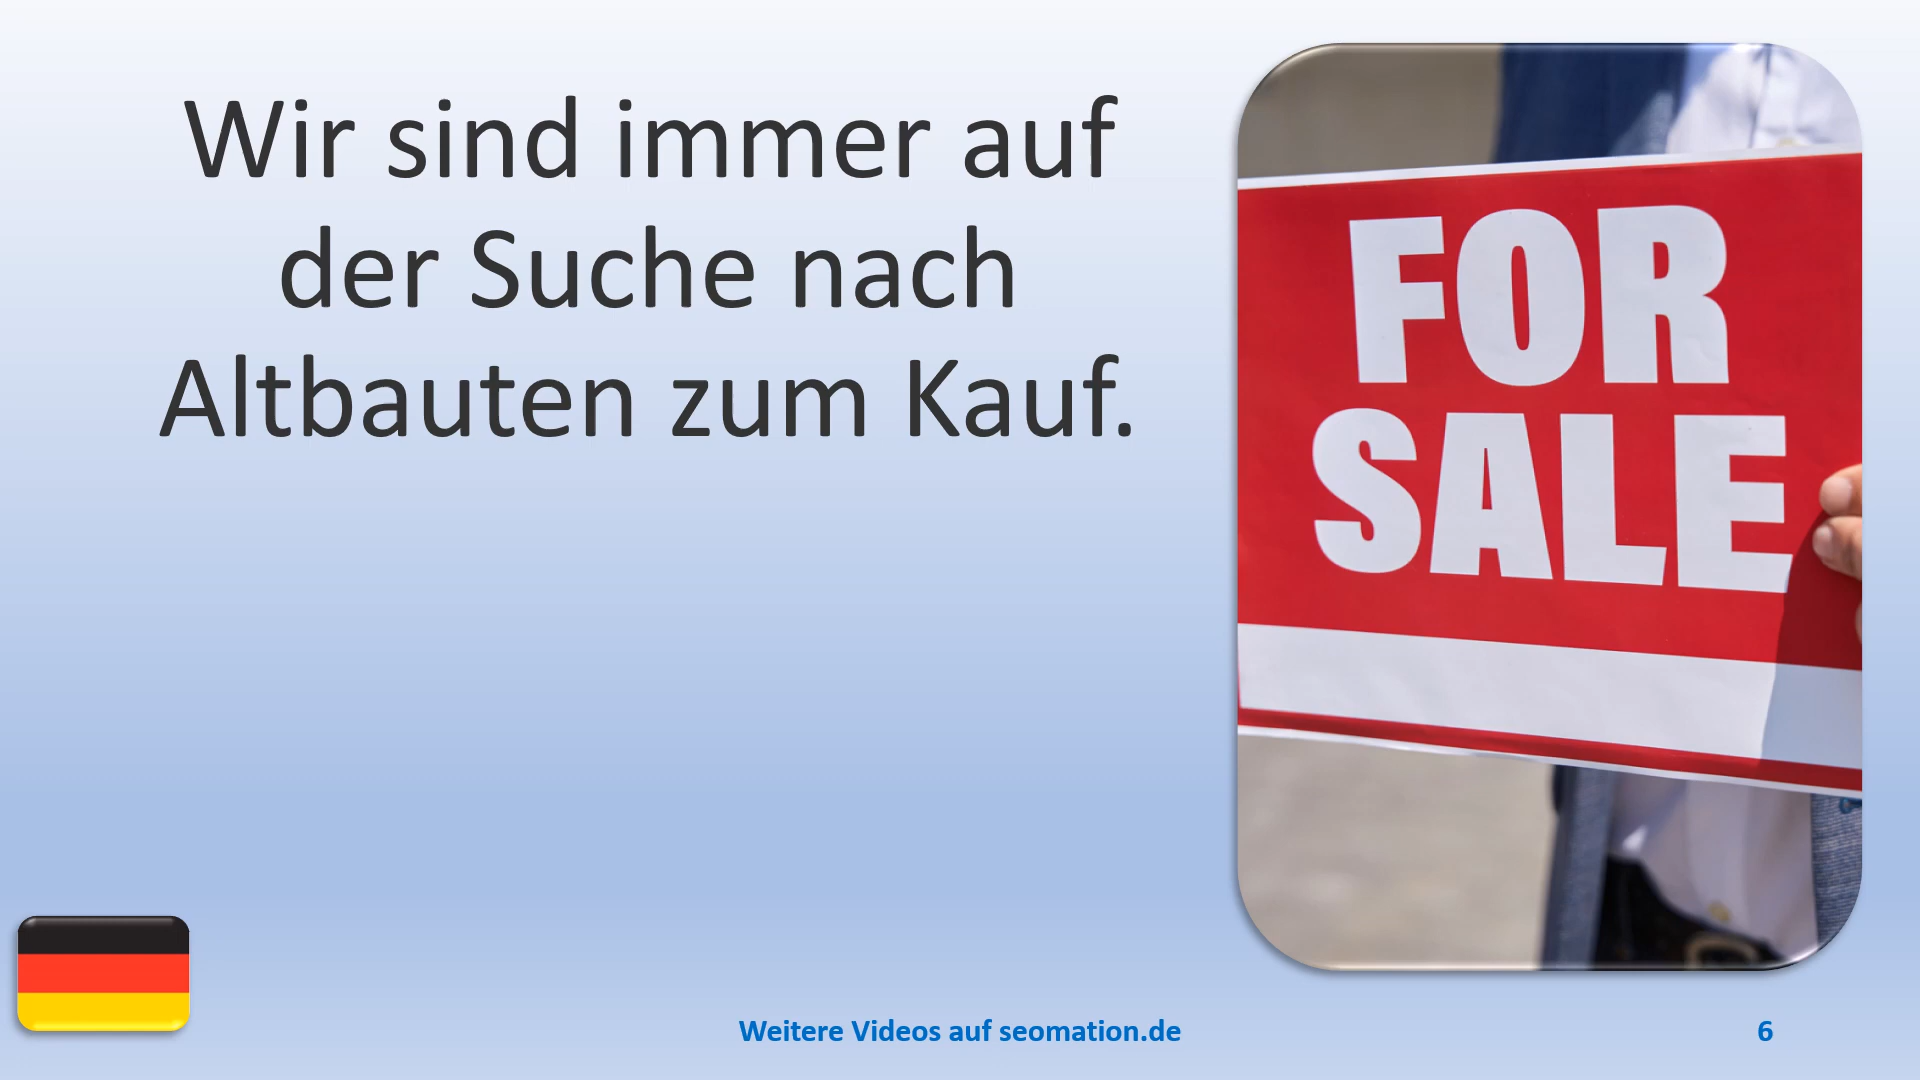 Wir sind immer auf
der Suche nach
Altbauten zum Kauf.
FOR
SALE
Weitere Videos auf seomation.de
6